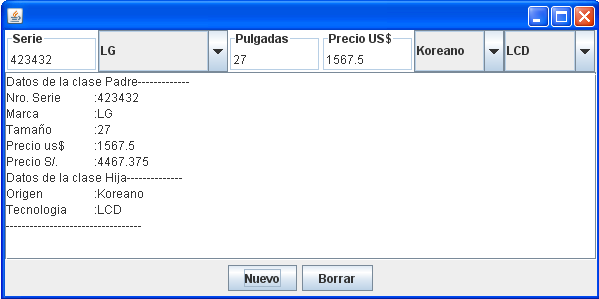 Serie Pulgadas Precio US$
423432 LG 27 1567.5 Koreano LCD
Datos de la clase Padre-------------
Nro. Serie :423432
Marca :LG
Tamaño :27
Precio us$ :1567.5
Precio S/. :4467.375
Datos de la clase Hija--------------
Origen :Koreano
Tecnologia :LCD
----------------------------------
Nuevo Borrar